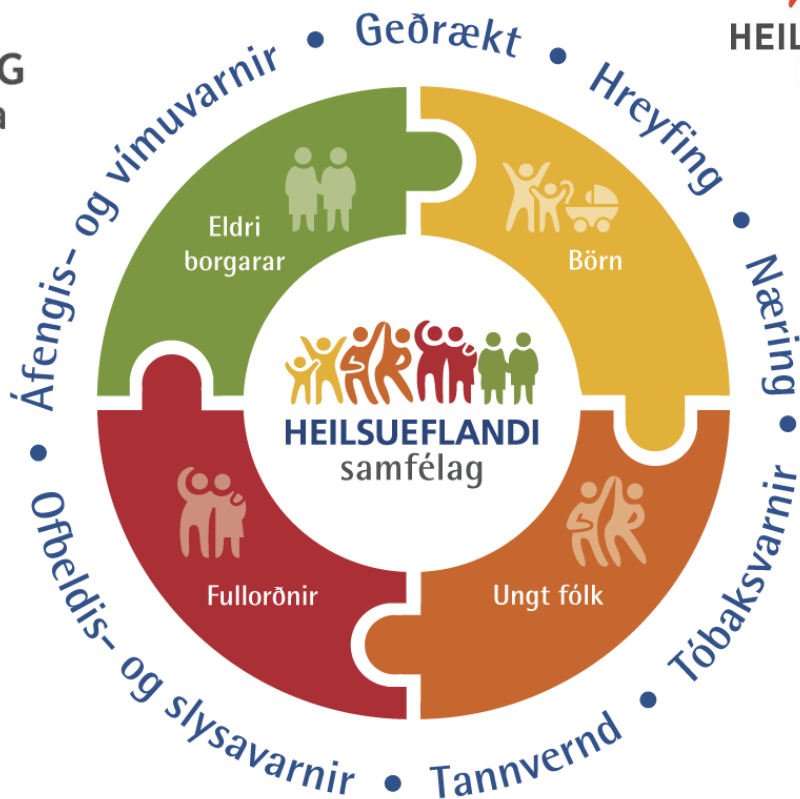 Geðrækt
Hreyfing
Næring
Tóbaksvarnir
Tannvernd
Ofbeldis- og slysavarnir
Áfengis- og vímuvarnir
Eldri
borgarar
Börn
HEILSUEFLANDI
samfélag
Fullorðnir
Ungt fólk